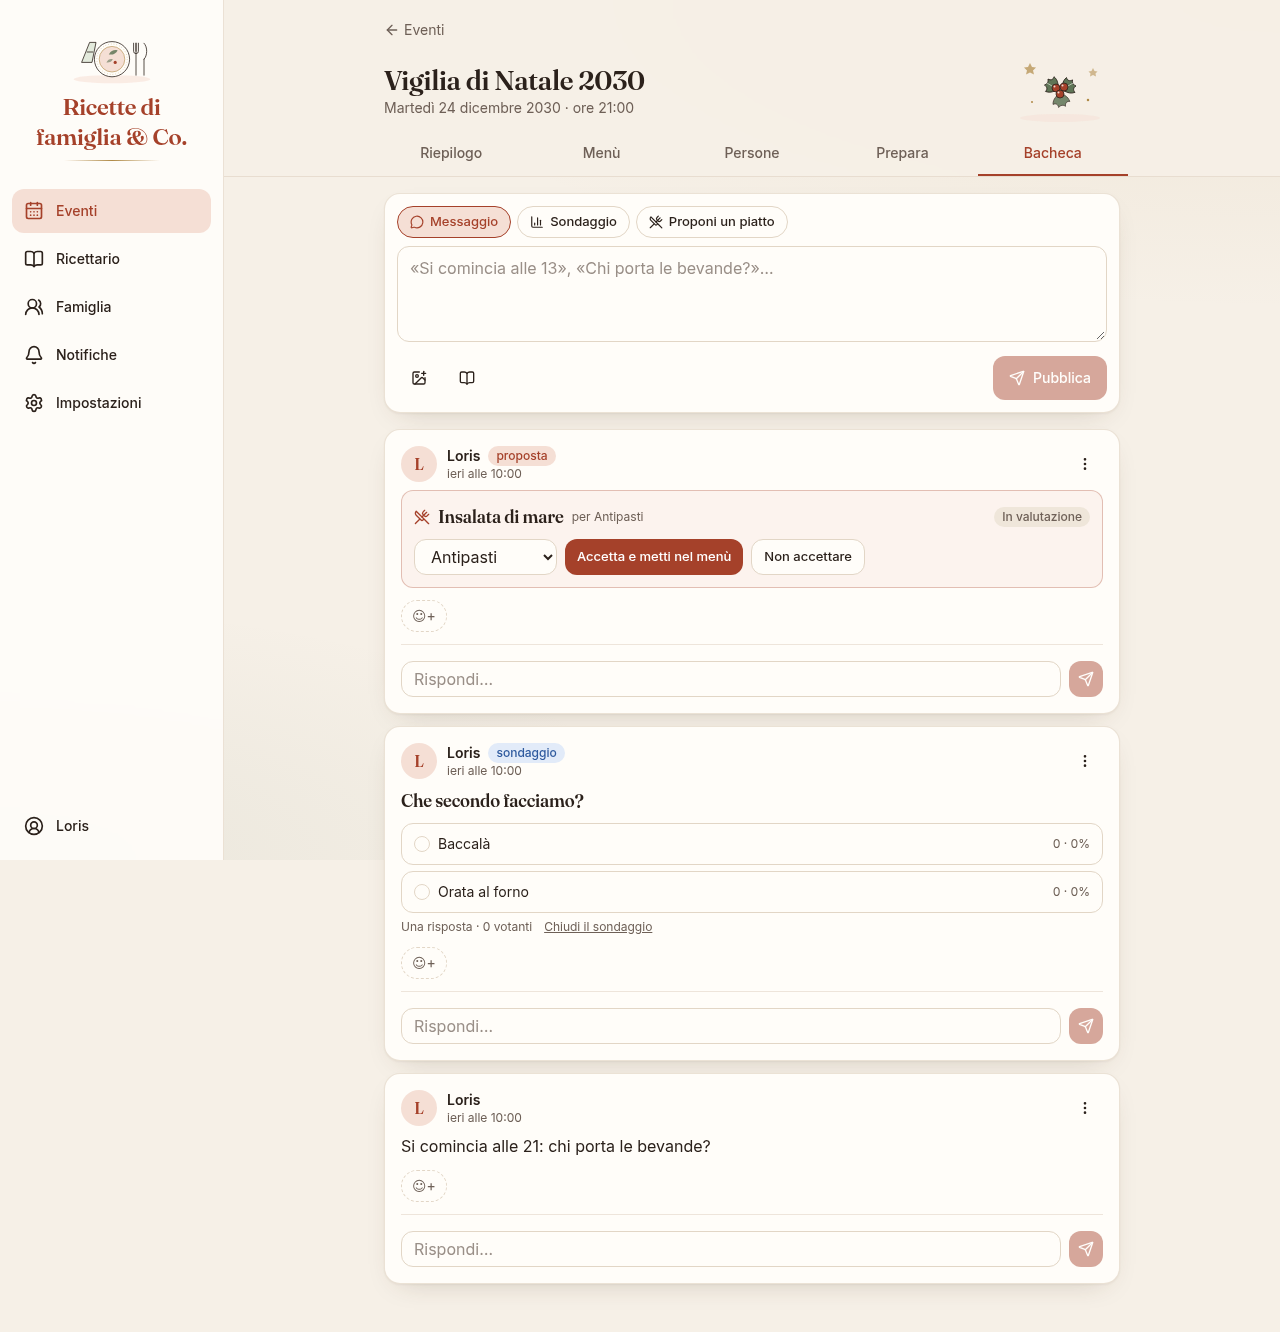 Ricette di
famiglia & Co.
Eventi
Ricettario
Famiglia
Notifiche
Impostazioni
Loris
Eventi
Vigilia di Natale 2030
Martedì 24 dicembre 2030 · ore 21:00
Riepilogo
Menù
Persone
Prepara
Bacheca
Messaggio
Sondaggio
Proponi un piatto
«Si comincia alle 13», «Chi porta le bevande?»…
Pubblica
L
Loris
proposta
ieri alle 10:00
Insalata di mare
per Antipasti
In valutazione
Antipasti
Accetta e metti nel menù
Non accettare
+
Rispondi…
L
Loris
sondaggio
ieri alle 10:00
Che secondo facciamo?
Baccalà
0 · 0%
Orata al forno
0 · 0%
Una risposta · 0 votanti
Chiudi il sondaggio
+
Rispondi…
L
Loris
ieri alle 10:00
Si comincia alle 21: chi porta le bevande?
+
Rispondi…